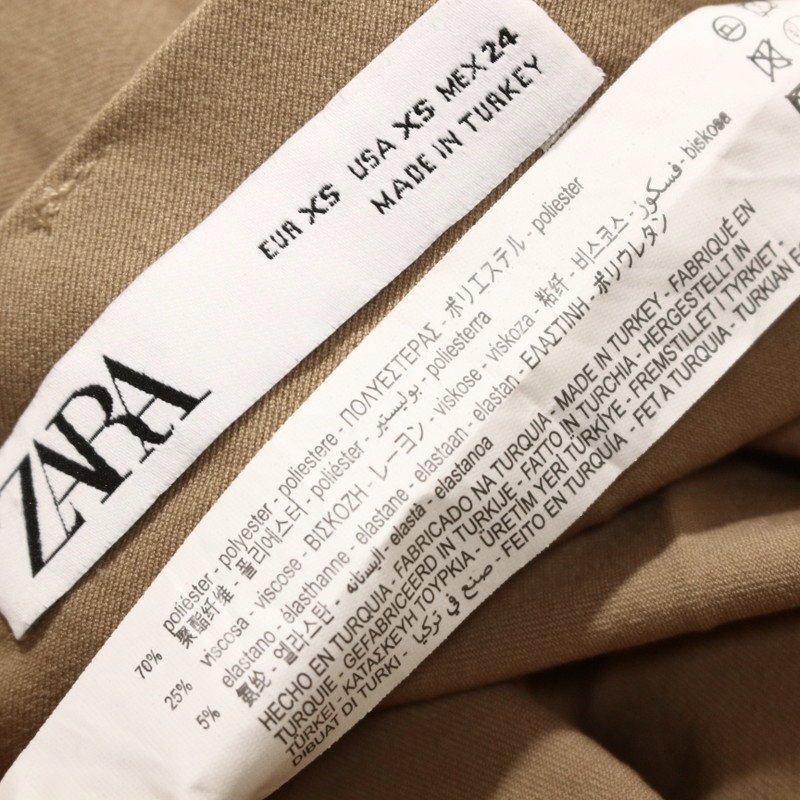 ZARA
EUR XS USA XS MEX 24
MADE IN TURKEY
70% poliéster - polyester - poliestere - ΠΟΛΥΕΣΤΕΡΑΣ - ポリエステル - poliester
聚酯纤维 - 폴리에스터 - poliéster - بوليستير - poliesterra
25% viscosa - viscose - ΒΙΣΚΟΖΗ - レーヨン - viskose - viskoza - 粘纤 - 비스코스 - فسكوز - biskosa
5% elastano - élasthanne - elastane - elastaan - elastan - ΕΛΑΣΤΙΝΗ - ポリウレタン
氨纶 - 엘라스탄 - الستانه - elastà - elastanoa
HECHO EN TURQUIA - FABRICADO NA TURQUIA - MADE IN TURKEY - FABRIQUÉ EN
TURQUIE - GEFABRICEERD IN TURKIJE - FATTO IN TURCHIA - HERGESTELLT IN
TÜRKEI - ΚΑΤΑΣΚΕΥΗ ΤΟΥΡΚΙΑ - ÜRETIM YERİ TÜRKİYE - FREMSTILLET I TYRKIET -
DIBUAT DI TURKI - صنع في تركيا - FEITO EN TURQUÍA - FET A TURQUIA - TURKIAN E